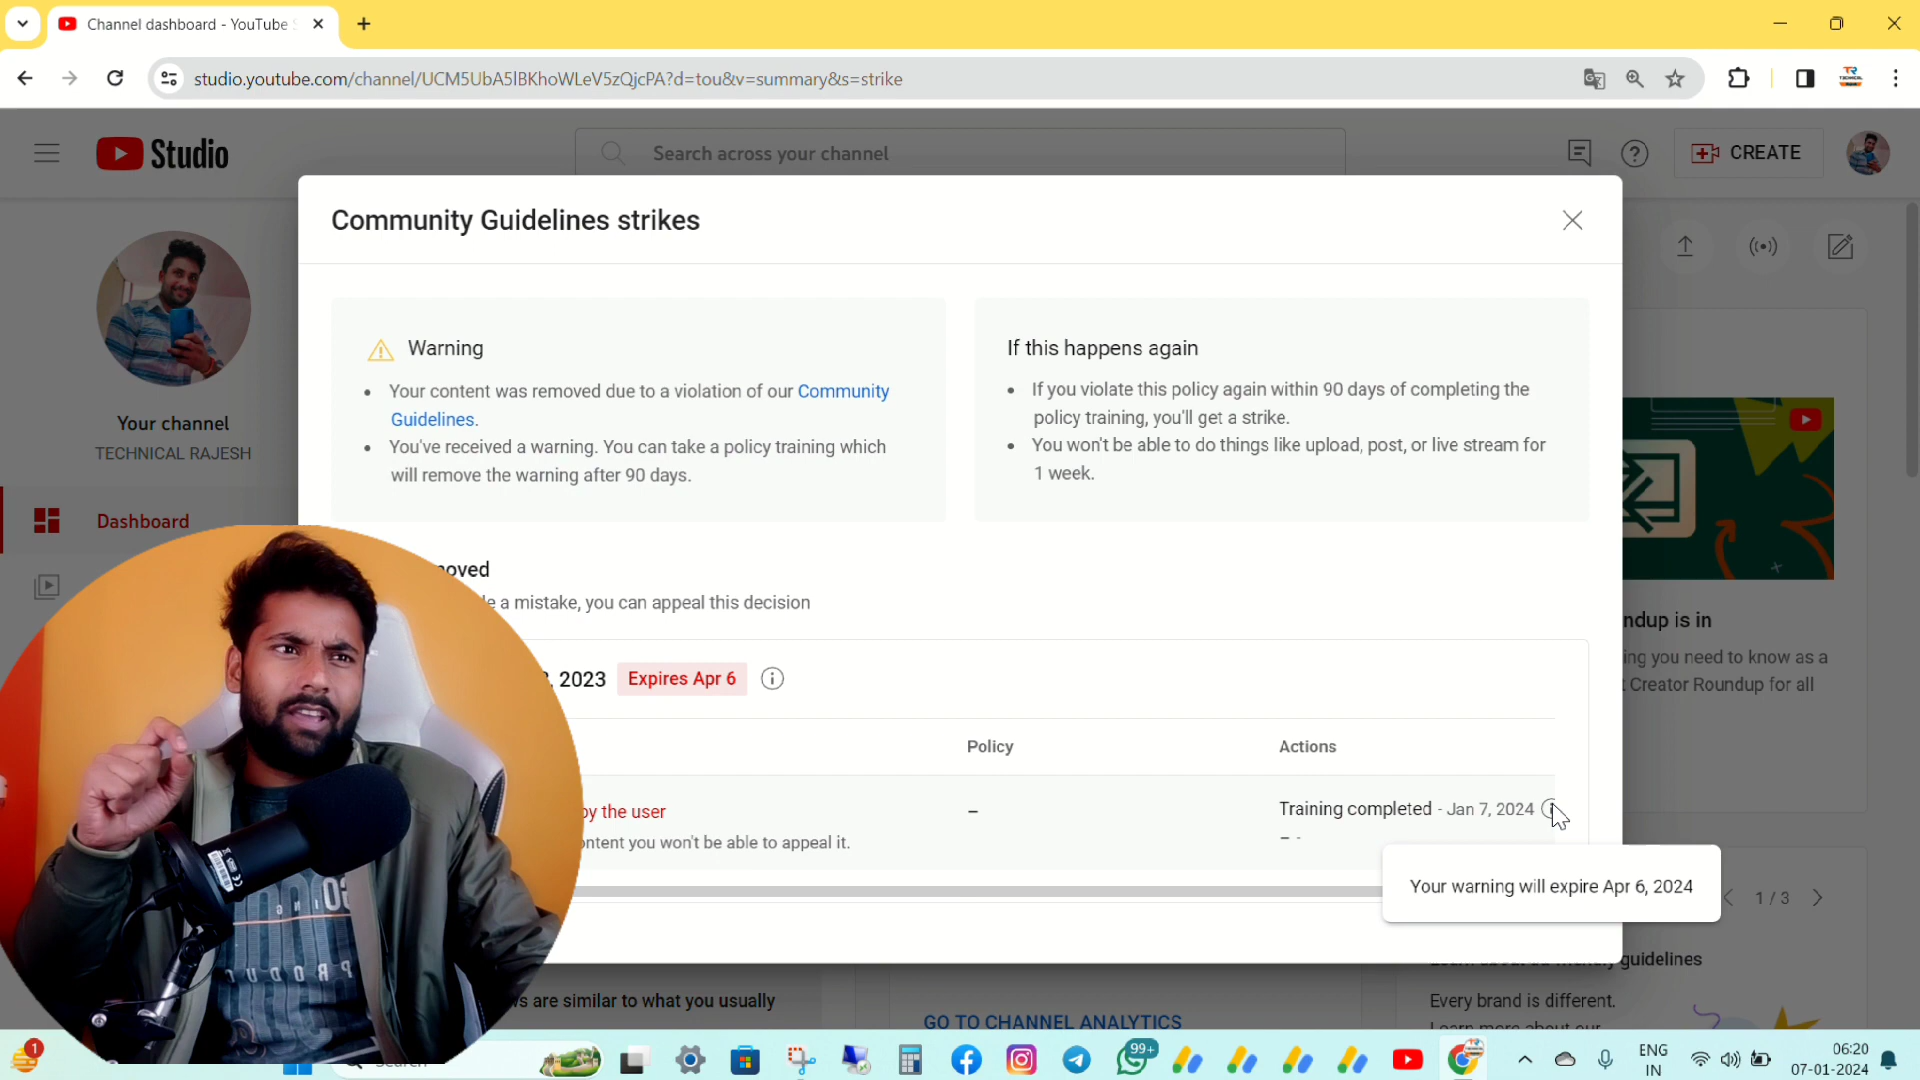 Channel dashboard - YouTube
studio.youtube.com/channel/UCM5UbA5lBKhoWLeV5zQjcPA?d=tou&v=summary&s=strike
Studio
Search across your channel
CREATE
Community Guidelines strikes
Warning
Your content was removed due to a violation of our Community
Guidelines.
You've received a warning. You can take a policy training which
will remove the warning after 90 days.
If this happens again
If you violate this policy again within 90 days of completing the
policy training, you'll get a strike.
You won't be able to do things like upload, post, or live stream for
1 week.
Your channel
TECHNICAL RAJESH
Dashboard
a mistake, you can appeal this decision
, 2023
Expires Apr 6
Policy
Actions
by the user
–
Training completed - Jan 7, 2024
you won't be able to appeal it.
Your warning will expire Apr 6, 2024
is in
you need to know as a
Creator Roundup for all
1 / 3
guidelines
Every brand is different.
are similar to what you usually
GO TO CHANNEL ANALYTICS
1
99+
ENG
IN
06:20
07-01-2024